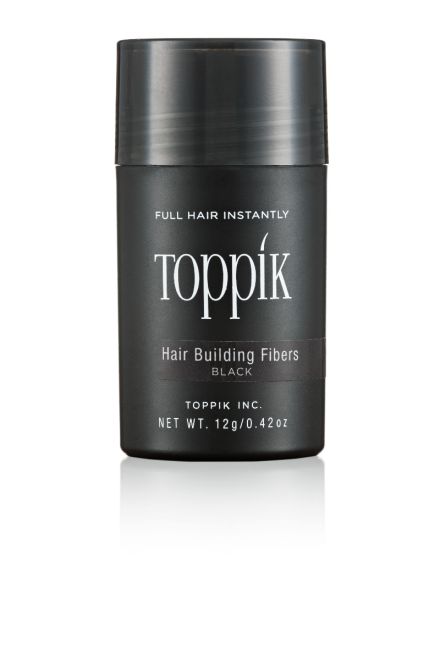 FULL HAIR INSTANTLY
TOPPIK
Hair Building Fibers
BLACK
TOPPIK INC.
NET WT. 12g/0.42oz